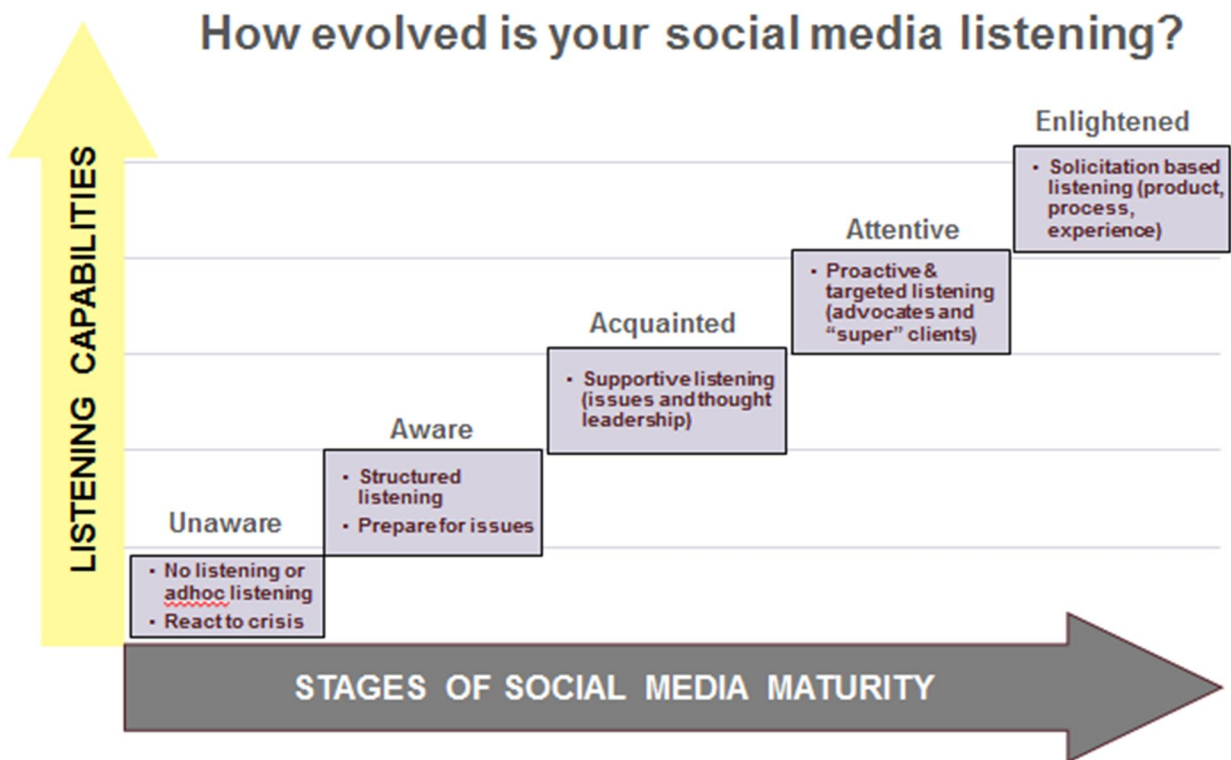 How evolved is your social media listening?
LISTENING CAPABILITIES
Enlightened
▪ Solicitation based
listening (product,
process,
experience)
Attentive
▪ Proactive &
targeted listening
(advocates and
“super” clients)
Acquainted
▪ Supportive listening
(issues and thought
leadership)
Aware
▪ Structured
listening
▪ Prepare for issues
Unaware
▪ No listening or
adhoc listening
▪ React to crisis
STAGES OF SOCIAL MEDIA MATURITY